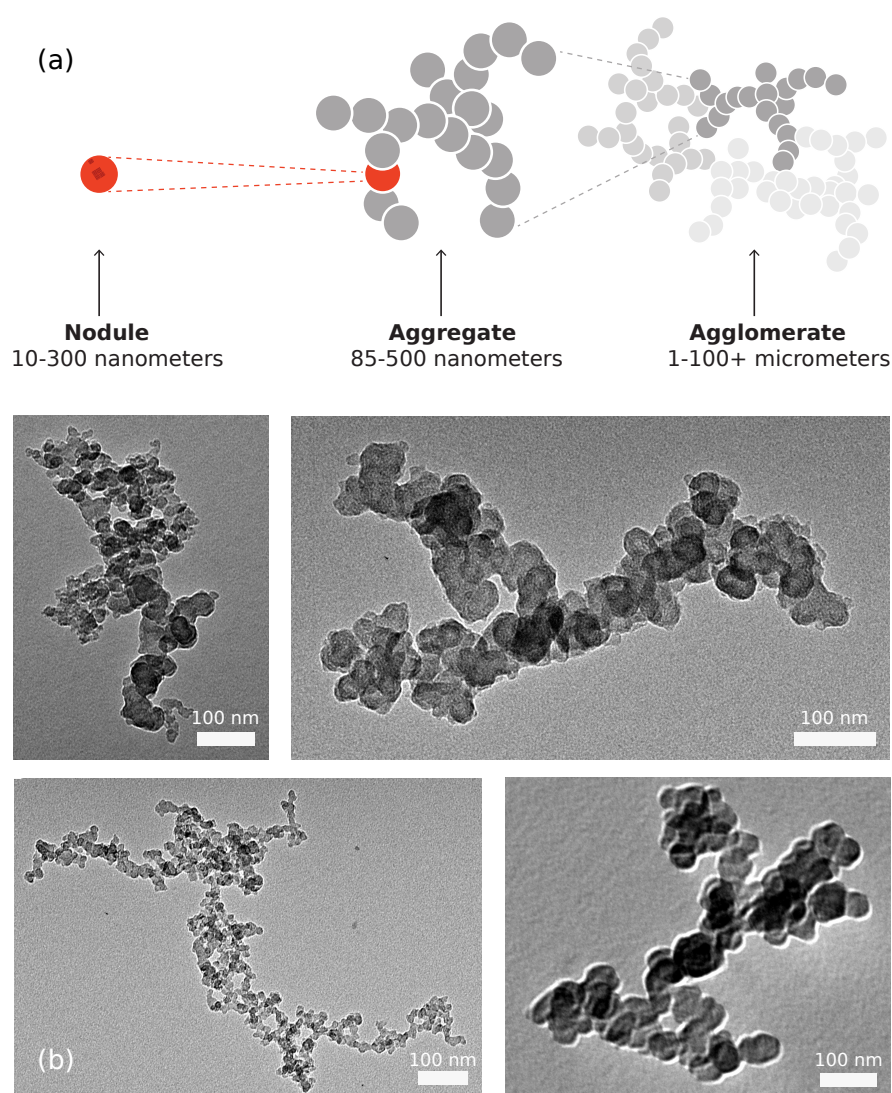 (a)
Nodule
10-300 nanometers
Aggregate
85-500 nanometers
Agglomerate
1-100+ micrometers
100 nm
100 nm
(b)
100 nm
100 nm